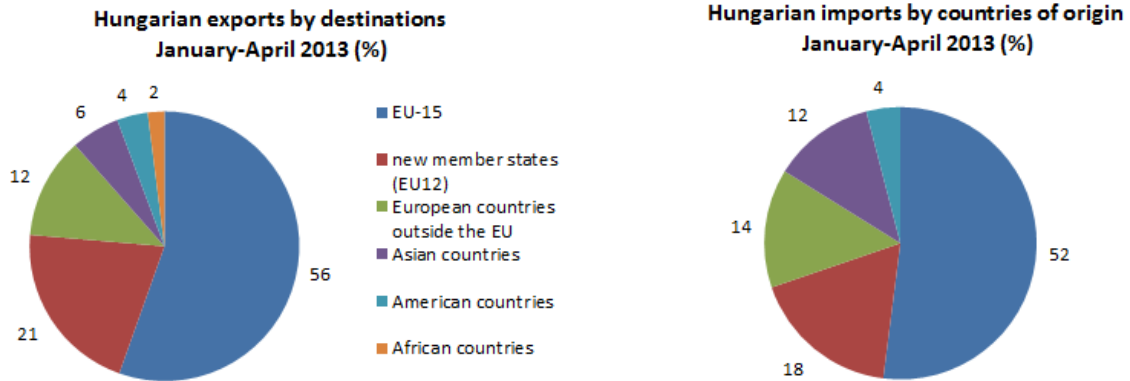 Hungarian exports by destinations
January-April 2013 (%)
2
4
6
12
21
56
EU-15
new member states
(EU12)
European countries
outside the EU
Asian countries
American countries
African countries
Hungarian imports by countries of origin
January-April 2013 (%)
4
12
14
18
52